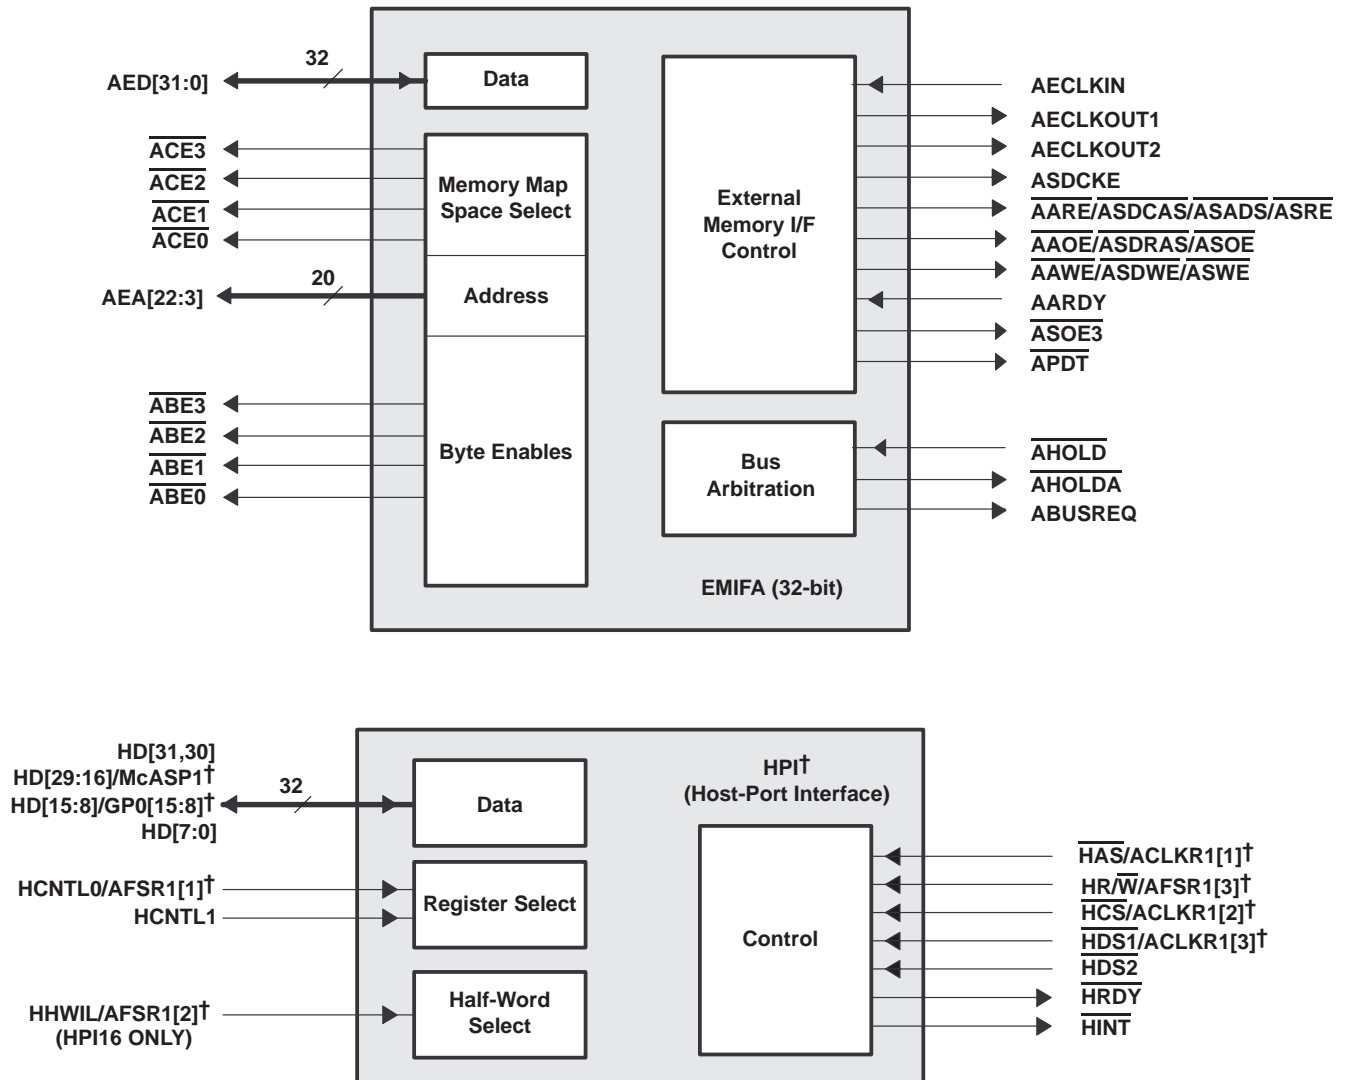 32
AED[31:0]
Data
ACE3
ACE2
ACE1
ACE0
Memory Map
Space Select
20
AEA[22:3]
Address
ABE3
ABE2
ABE1
ABE0
Byte Enables
External
Memory I/F
Control
AECLKIN
AECLKOUT1
AECLKOUT2
ASDCKE
AARE/ASDCAS/ASADS/ASRE
AAOE/ASDRAS/ASOE
AAWE/ASDWE/ASWE
AARDY
ASOE3
APDT
Bus
Arbitration
AHOLD
AHOLDA
ABUSREQ
EMIFA (32-bit)
HD[31,30]
HD[29:16]/McASP1†
HD[15:8]/GP0[15:8]†
HD[7:0]
32
Data
HPI†
(Host-Port Interface)
HCNTL0/AFSR1[1]†
HCNTL1
Register Select
HHWIL/AFSR1[2]†
(HPI16 ONLY)
Half-Word
Select
Control
HAS/ACLKR1[1]†
HR/W/AFSR1[3]†
HCS/ACLKR1[2]†
HDS1/ACLKR1[3]†
HDS2
HRDY
HINT